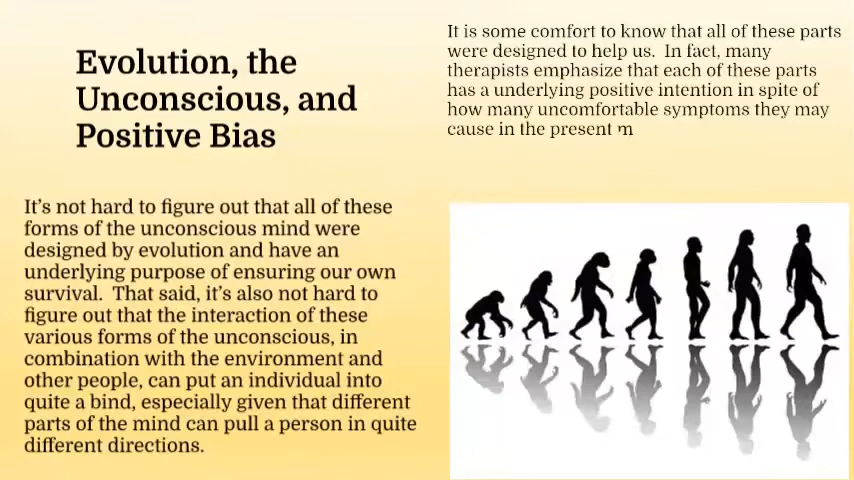 Evolution, the
Unconscious, and
Positive Bias
It’s not hard to figure out that all of these
forms of the unconscious mind were
designed by evolution and have an
underlying purpose of ensuring our own
survival.  That said, it’s also not hard to
figure out that the interaction of these
various forms of the unconscious, in
combination with the environment and
other people, can put an individual into
quite a bind, especially given that different
parts of the mind can pull a person in quite
different directions.
It is some comfort to know that all of these parts
were designed to help us.  In fact, many
therapists emphasize that each of these parts
has a underlying positive intention in spite of
how many uncomfortable symptoms they may
cause in the present m